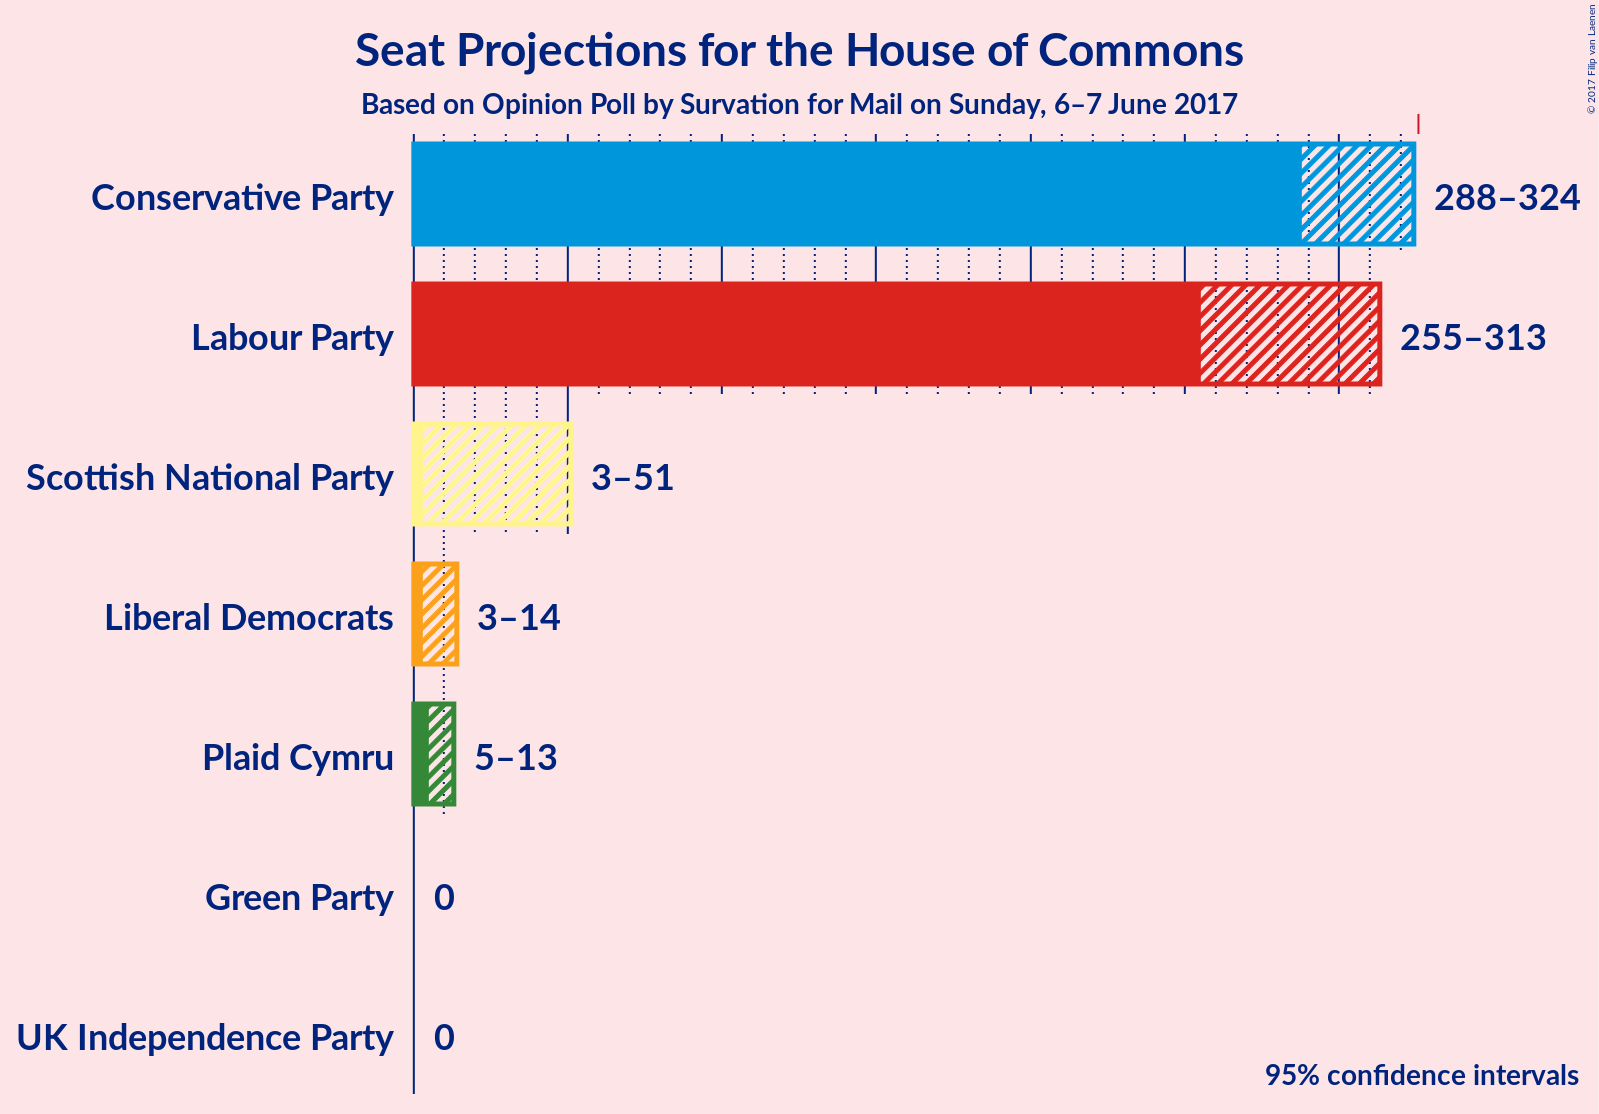 Seat Projections for the House of Commons
Based on Opinion Poll by Survation for Mail on Sunday, 6–7 June 2017
© 2017 Filip van Laenen
Conservative Party 288–324
Labour Party 255–313
Scottish National Party 3–51
Liberal Democrats 3–14
Plaid Cymru 5–13
Green Party 0
UK Independence Party 0
95% confidence intervals